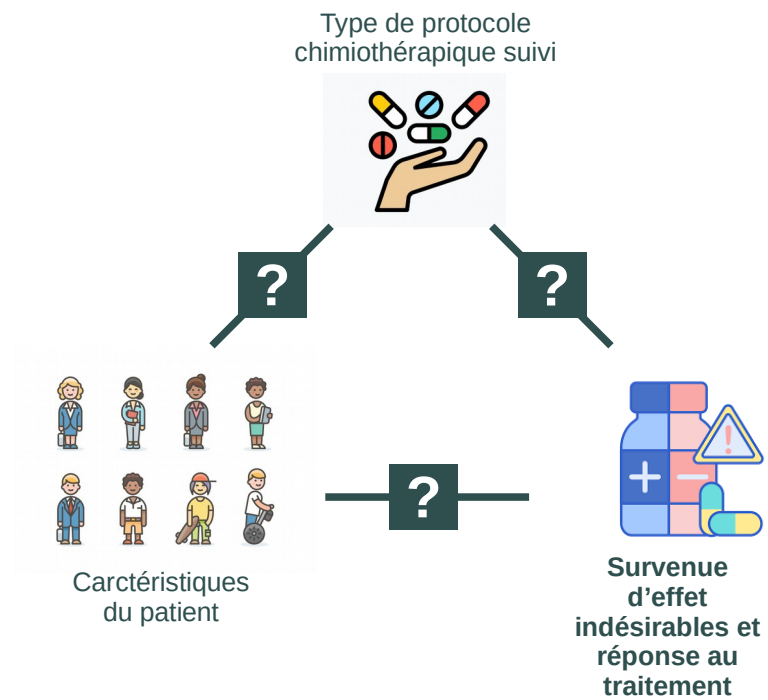 Type de protocole
chimiothérapique suivi
?
?
?
Carctéristiques
du patient
Survenue
d’effet
indésirables et
réponse au
traitement